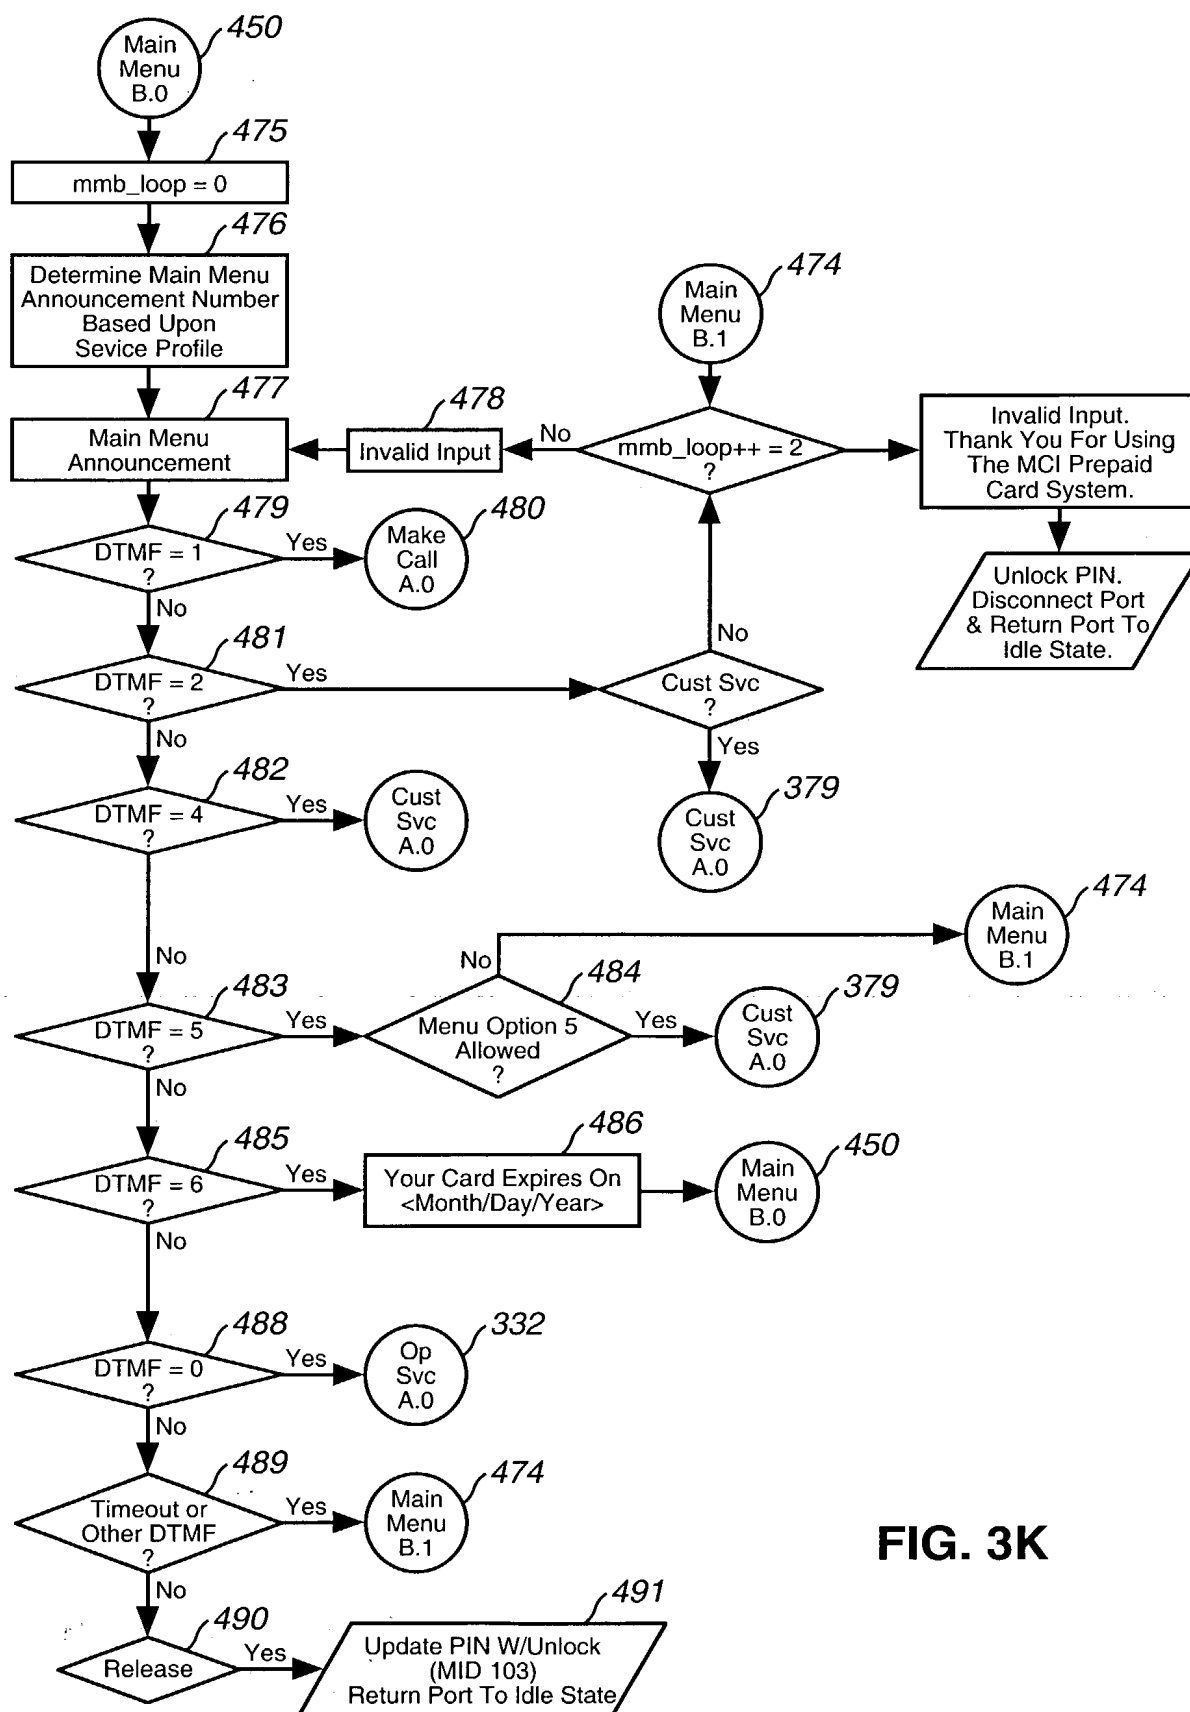 450
Main
Menu
B.0
475
mmb_loop = 0
476
Determine Main Menu
Announcement Number
Based Upon
Sevice Profile
474
Main
Menu
B.1
477
Main Menu
Announcement
478
Invalid Input
No
mmb_loop++ = 2
?
Invalid Input.
Thank You For Using
The MCI Prepaid
Card System.
479
DTMF = 1
?
Yes
480
Make
Call
A.0
Unlock PIN.
Disconnect Port
& Return Port To
Idle State.
No
481
DTMF = 2
?
Yes
No
Cust Svc
?
Yes
379
Cust
Svc
A.0
No
482
DTMF = 4
?
Yes
Cust
Svc
A.0
No
483
DTMF = 5
?
Yes
No
474
Main
Menu
B.1
484
Menu Option 5
Allowed
?
Yes
379
Cust
Svc
A.0
No
485
DTMF = 6
?
Yes
486
Your Card Expires On
<Month/Day/Year>
450
Main
Menu
B.0
No
488
DTMF = 0
?
Yes
332
Op
Svc
A.0
No
489
Timeout or
Other DTMF
?
Yes
474
Main
Menu
B.1
FIG. 3K
No
490
Release
Yes
491
Update PIN W/Unlock
(MID 103)
Return Port To Idle State